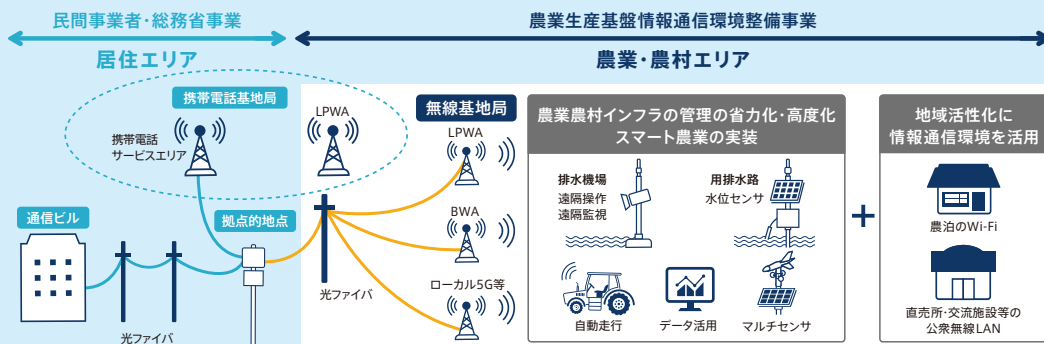 民間事業者・総務省事業
農業生産基盤情報通信環境整備事業
居住エリア
農業・農村エリア
携帯電話基地局
携帯電話
サービスエリア
LPWA
通信ビル
拠点的地点
光ファイバ
光ファイバ
無線基地局
LPWA
BWA
ローカル5G等
農業農村インフラの管理の省力化・高度化
スマート農業の実装
排水機場
遠隔操作
遠隔監視
用排水路
水位センサ
自動走行
データ活用
マルチセンサ
+
地域活性化に
情報通信環境を活用
農泊のWi-Fi
直売所・交流施設等の
公衆無線LAN